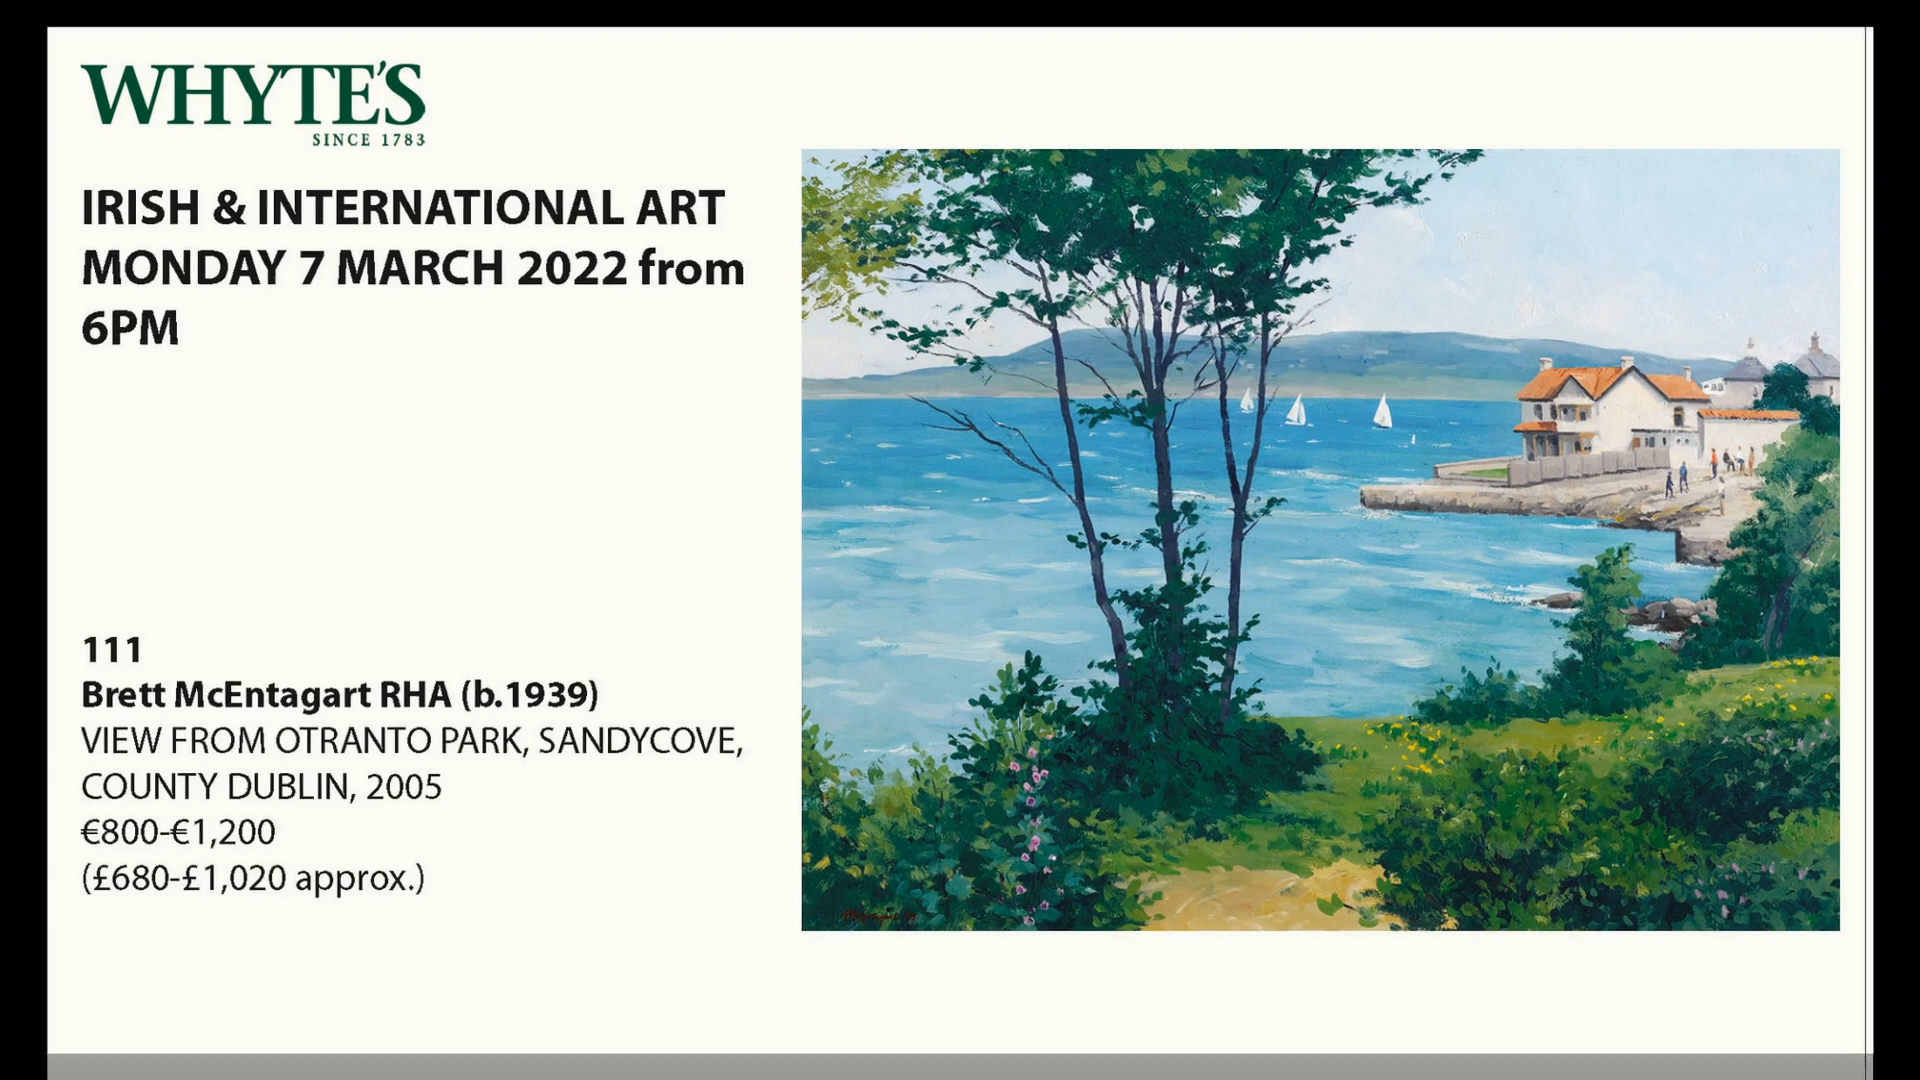 WHYTE'S
SINCE 1783
IRISH & INTERNATIONAL ART
MONDAY 7 MARCH 2022 from
6PM
111
Brett McEntagart RHA (b.1939)
VIEW FROM OTRANTO PARK, SANDYCOVE,
COUNTY DUBLIN, 2005
€800-€1,200
(£680-£1,020 approx.)